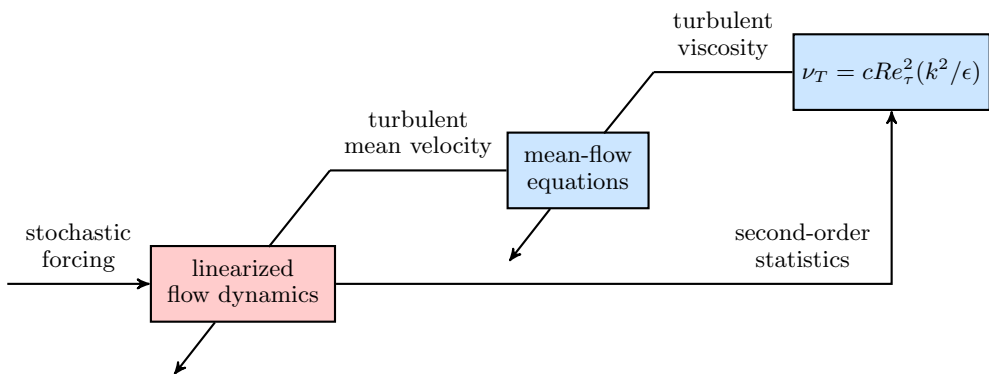 turbulent
viscosity
ν_T = cRe_τ^2(k^2/ϵ)
turbulent
mean velocity
mean-flow
equations
stochastic
forcing
second-order
statistics
linearized
flow dynamics